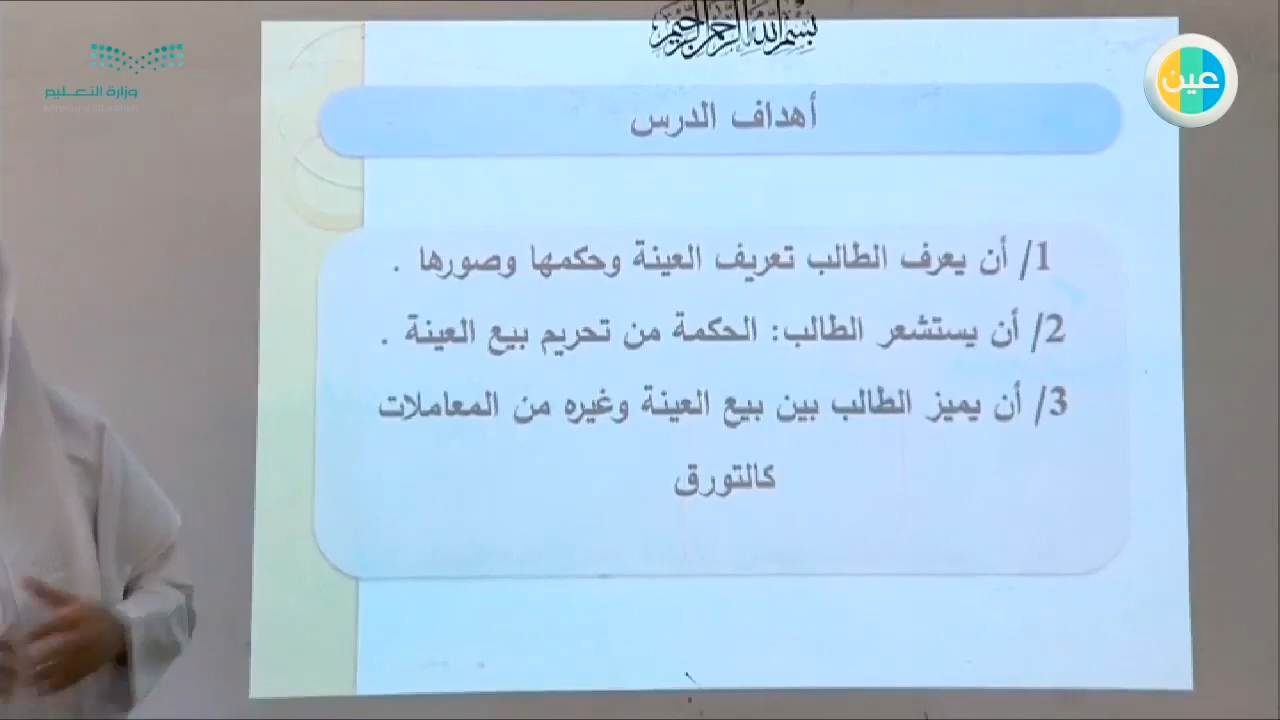 بسم الله الرحمن الرحيم
وزارة التعليم
عين
أهداف الدرس
1/ أن يعرف الطالب تعريف العينة وحكمها وصورها .
2/ أن يستشعر الطالب: الحكمة من تحريم بيع العينة .
3/ أن يميز الطالب بين بيع العينة وغيره من المعاملات
كالتورق